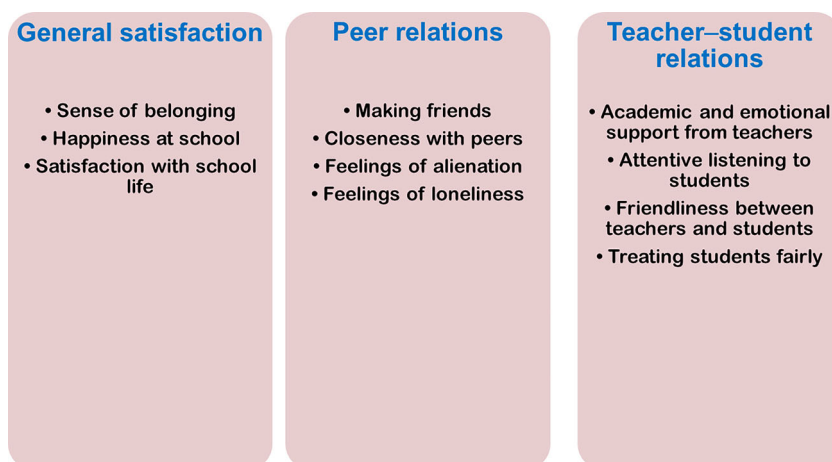 General satisfaction
• Sense of belonging
• Happiness at school
• Satisfaction with school
life
Peer relations
• Making friends
• Closeness with peers
• Feelings of alienation
• Feelings of loneliness
Teacher–student
relations
• Academic and emotional
support from teachers
• Attentive listening to
students
• Friendliness between
teachers and students
• Treating students fairly